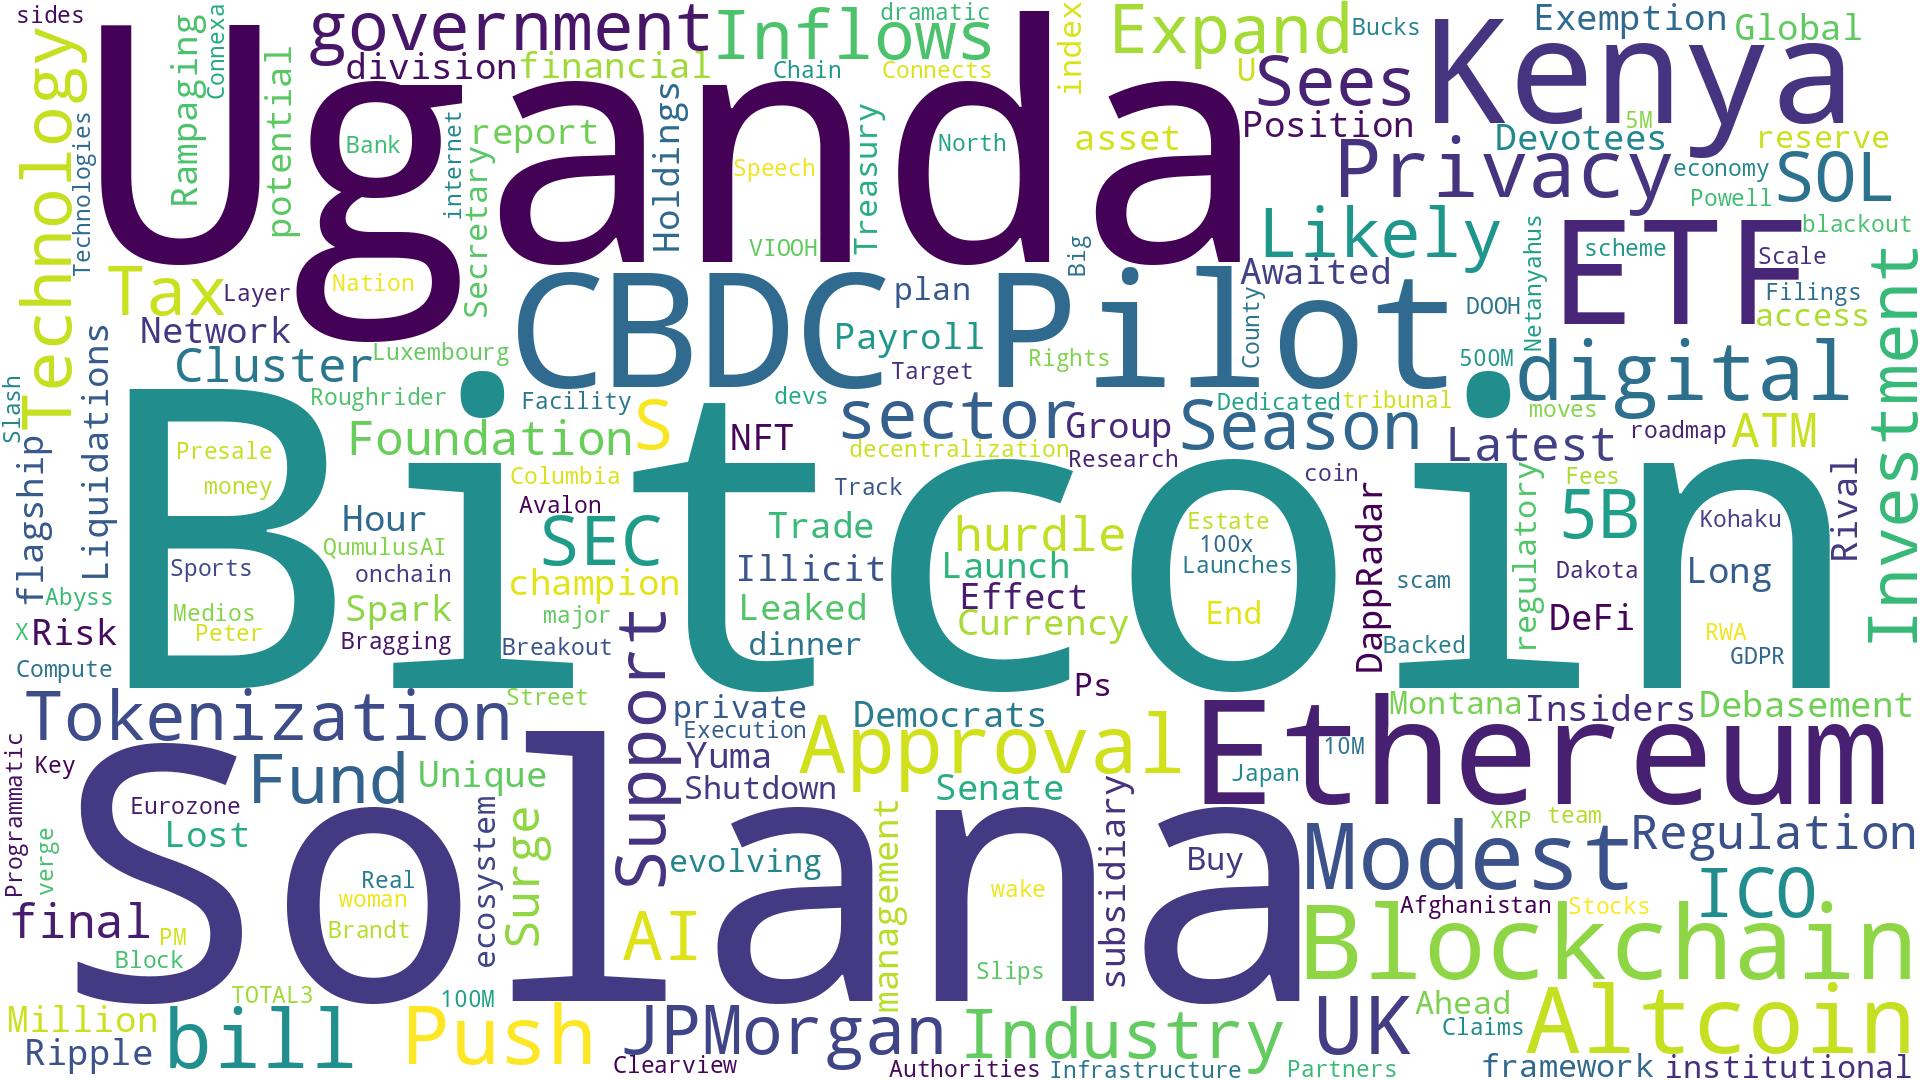 sides
Uganda
Rampaging
Connexa
government
Inflows
dramatic
Expand
Bucks
Kenya
Exemption
Global
Technology
potential
division
financial
Chain
Connects
index
U
Sees
Technologies
Bank
internet
Secretary
report
Holdings
Speech
Treasury
North
asset
Position
5M
Devotees
reserve
Privacy
economy
SOL
Powell
Nation
VIOOH
Big
Likely
Netanyahus
scheme
blackout
Scale
ETF
Tax
Layer
CBDC Pilot
plan
Awaited
County
DOOH
Filings
access
Investment
Network
Payroll
Rights
500M
digital
Cluster
Luxembourg
Target
Slash
Liquidations
Roughrider
Facility
devs
Dedicated
tribunal
moves
Bitcoin
flagship
Foundation
S
NFT
sector
Group
Season
Latest
roadmap
ATM
Presale
decentralization
Research
money
Columbia
Track
coin
regulatory
Fees
Rival
Avalon
Hour
SEC
Trade
hurdle
Estate
DappRadar
5B
Kohaku
QumulusAI
100x
Sports
onchain
Illicit
Launch
Launches
Dakota
Long
champion
scam
Abyss
Medios
Spark
major
Leaked
Effect
End
DeFi
X
Risk
Peter
Bragging
Breakout
Support
dinner
Currency
Backed
RWA
GDPR
Compute
Ps
Street
Tokenization
private
Democrats
Montana
Insiders
Debasement
Execution
Approval
Ethereum
10M
Programmatic
Key
Fund
Unique
Yuma
Japan
Shutdown
Senate
Solana
Eurozone
verge
Lost
ecosystem
Surge
management
subsidiary
XRP
team
Modest
Regulation
evolving
Buy
Real
woman
wake
ICO
final
PM
Brandt
AI
Afghanistan
Stocks
Block
Slips
Blockchain
TOTAL3
100M
Million
bill
Push
JPMorgan
Industry
UK
Ahead
Claims
Altcoin
Ripple
Clearview
Authorities
Infrastructure
Partners
framework
institutional